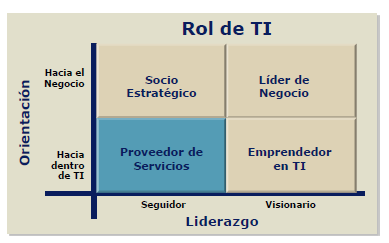 Rol de TI
Orientación
Hacia el
Negocio
Socio
Estratégico
Líder de
Negocio
Hacia
dentro
de TI
Proveedor de
Servicios
Emprendedor
en TI
Seguidor
Visionario
Liderazgo